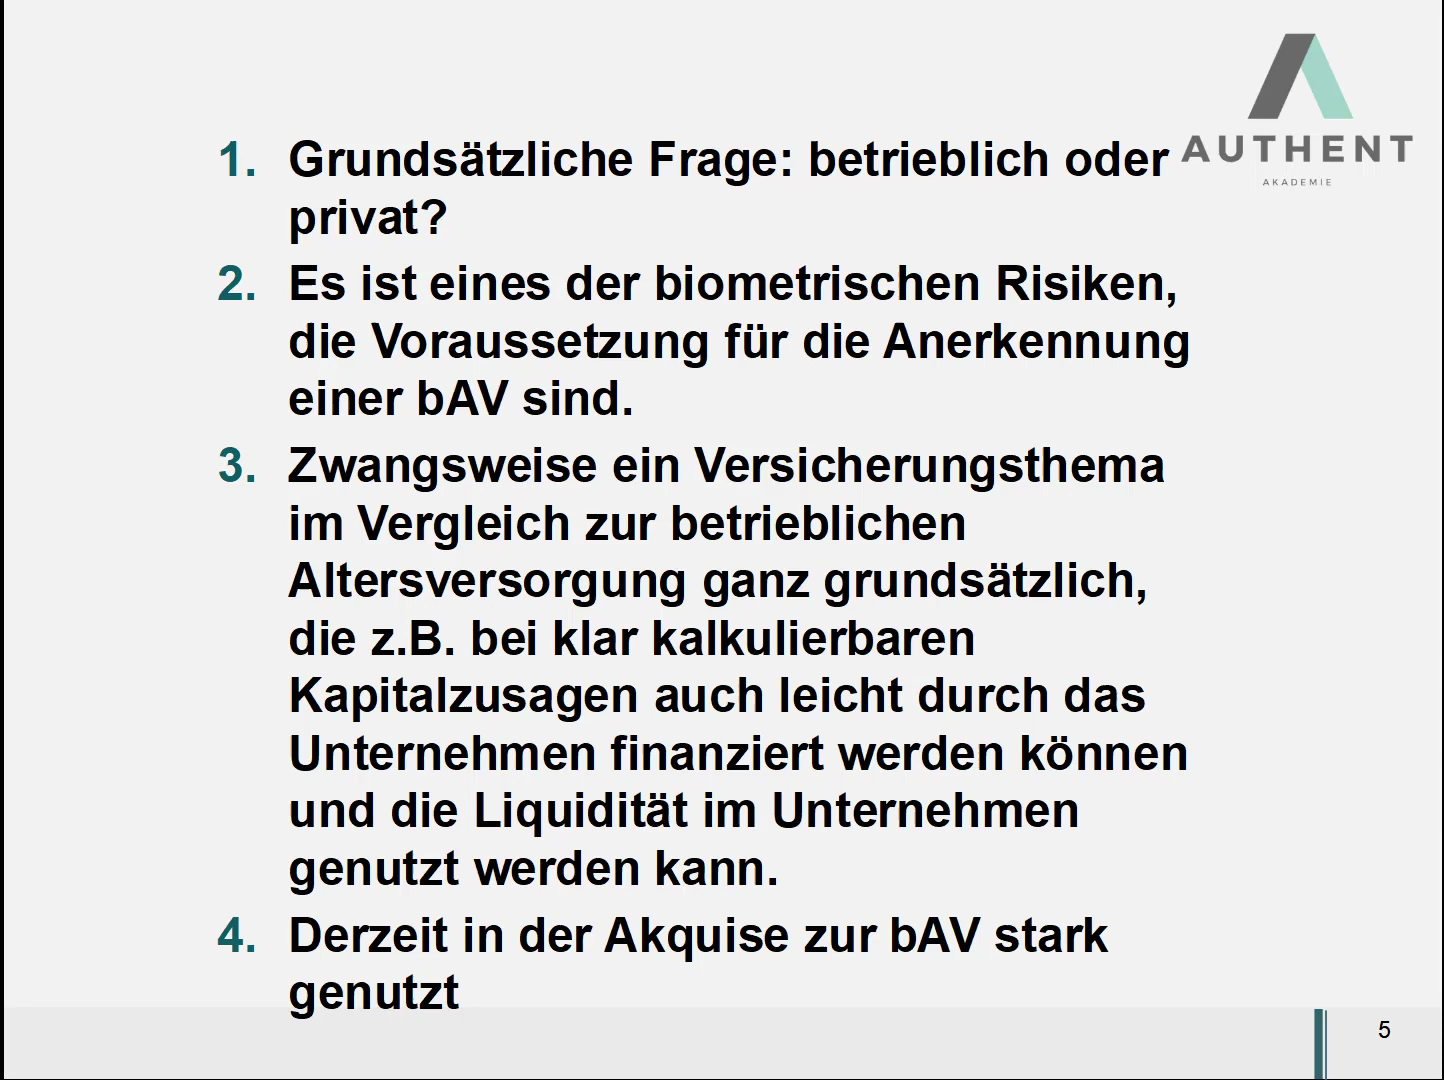 AUTHENT
AKADEMIE
1. Grundsätzliche Frage: betrieblich oder
privat?
2. Es ist eines der biometrischen Risiken,
die Voraussetzung für die Anerkennung
einer bAV sind.
3. Zwangsweise ein Versicherungsthema
im Vergleich zur betrieblichen
Altersversorgung ganz grundsätzlich,
die z.B. bei klar kalkulierbaren
Kapitalzusagen auch leicht durch das
Unternehmen finanziert werden können
und die Liquidität im Unternehmen
genutzt werden kann.
4. Derzeit in der Akquise zur bAV stark
genutzt
5